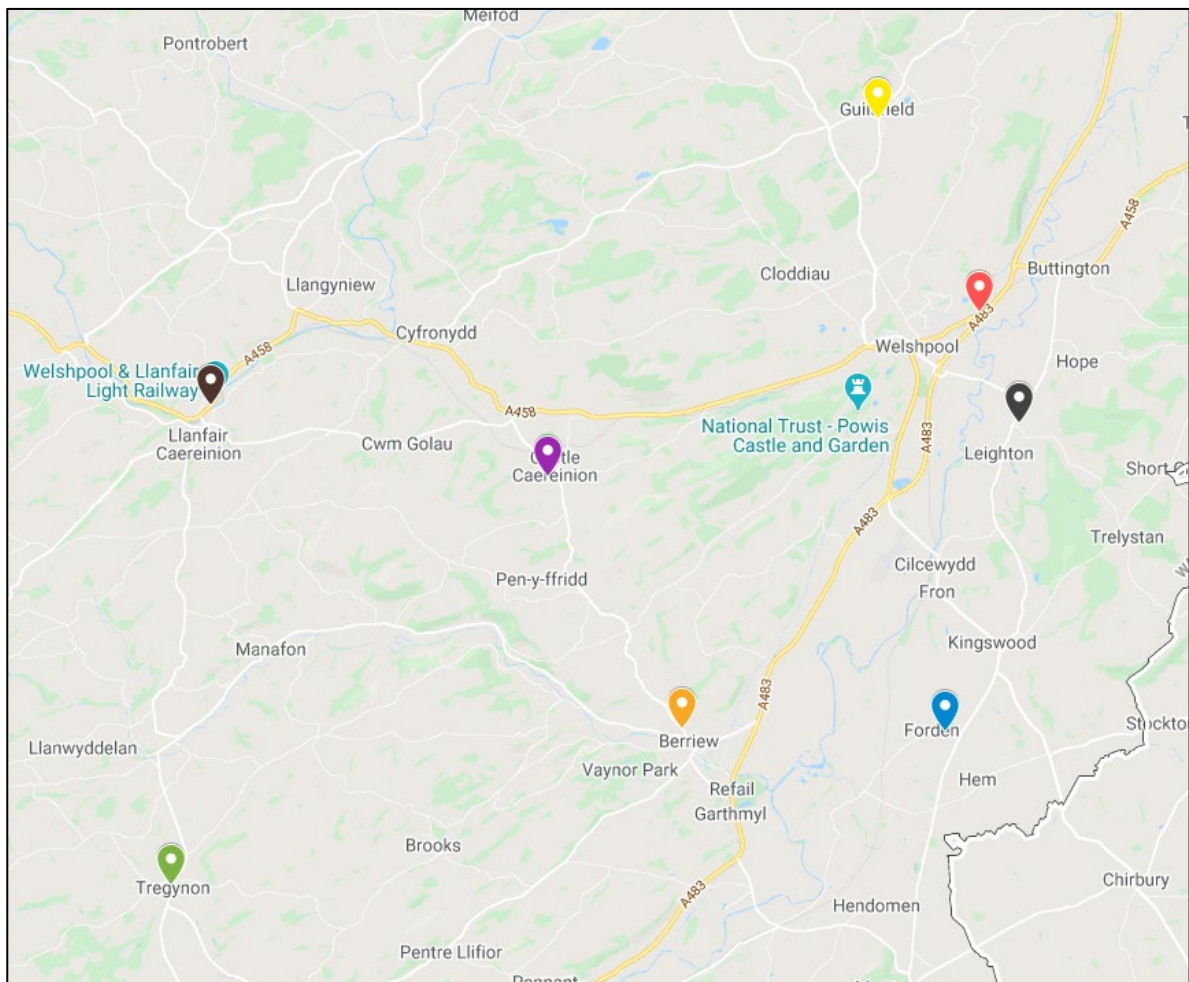 Meifod
Pontrobert
A458
Buttington
Cloddiau
Llangyniew
Cyfronydd
A483
Welshpool
Hope
A458
Welshpool & Llanfair
Light Railway
A458
National Trust - Powis
Castle and Garden
A483
Llanfair
Caereinion
Cwm Golau
Caereinion
Leighton
Short
A483
Trelystan
Cilcewydd
Fron
Pen-y-ffridd
Kingswood
Manafon
A483
Llanwyddelan
Berriew
Forden
Vaynor Park
Refail
Garthmyl
Hem
Brooks
Tregynon
A483
Chirbury
Hendomen
Pentre Llifior